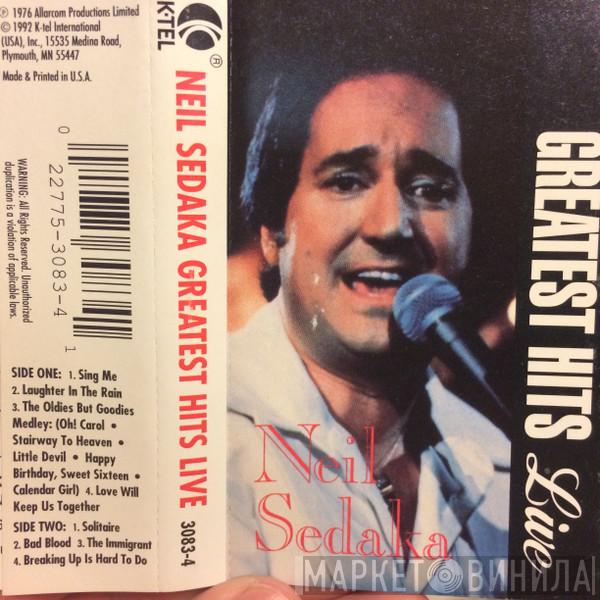 ℗ 1976 Allarcom Productions Limited
© 1992 K-tel International
(USA), Inc., 15535 Medina Road,
Plymouth, MN 55447
Made & Printed in U.S.A.
0 22775-3083-4 1
WARNING: All Rights Reserved. Unauthorized
duplication is a violation of applicable laws.
SIDE ONE: 1. Sing Me
2. Laughter In The Rain
3. The Oldies But Goodies
Medley: (Oh! Carol •
Stairway To Heaven •
Little Devil • Happy
Birthday, Sweet Sixteen •
Calendar Girl) 4. Love Will
Keep Us Together
SIDE TWO: 1. Solitaire
2. Bad Blood 3. The Immigrant
4. Breaking Up Is Hard To Do
K-TEL ®
NEIL SEDAKA GREATEST HITS LIVE 3083-4
Neil
Sedaka
GREATEST HITS Live
МАРКЕТ ВИНИЛА